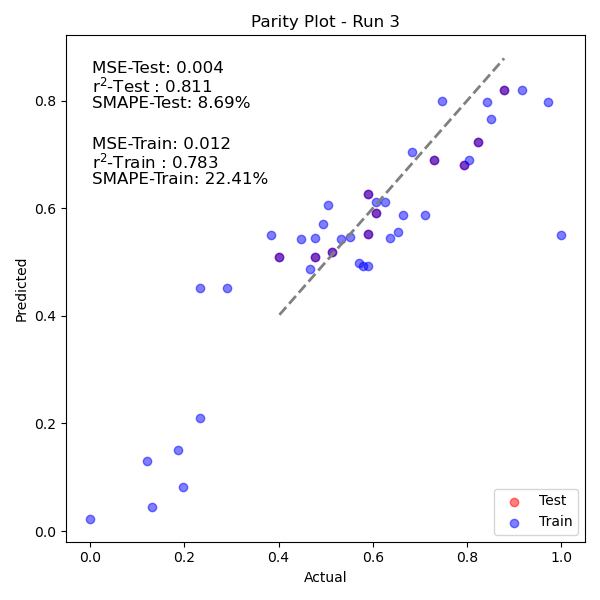 Parity Plot - Run 3
MSE-Test: 0.004
r²-Test : 0.811
SMAPE-Test: 8.69%
MSE-Train: 0.012
r²-Train : 0.783
SMAPE-Train: 22.41%
Predicted
0.8
0.6
0.4
0.2
0.0
0.0 0.2 0.4 0.6 0.8 1.0
Actual
Test
Train